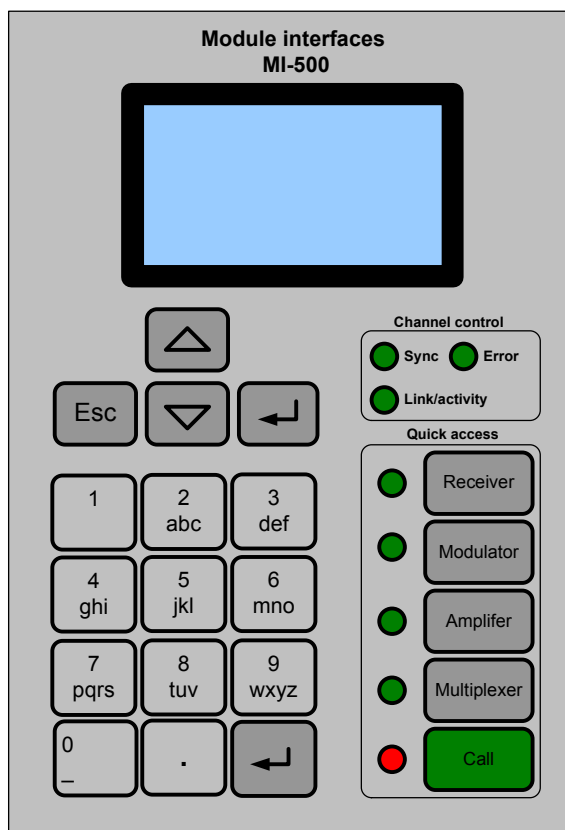 Module interfaces
MI-500
Channel control
Sync Error
Link/activity
Esc
Quick access
Receiver
Modulator
Amplifer
Multiplexer
Call
1
2
abc
3
def
4
ghi
5
jkl
6
mno
7
pqrs
8
tuv
9
wxyz
0
_
.